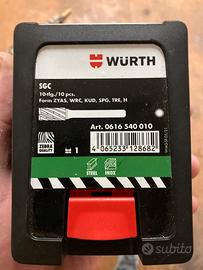 WÜRTH
SGC
10-tlg./10 pcs.
Form ZYAS, WRC, KUD, SPG, TRE, H
Art. 0616 540 010
ZEBRA
QUALITY
1
4 065233 128682
STEEL
INOX
subito